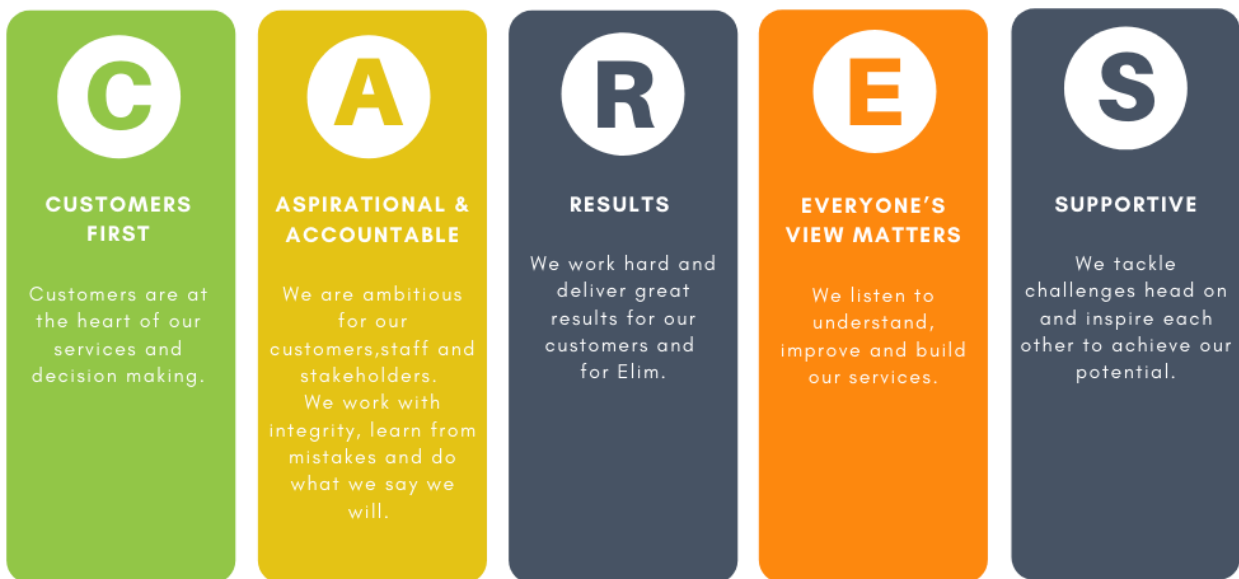 C
CUSTOMERS
FIRST
Customers are at
the heart of our
services and
decision making.
A
ASPIRATIONAL &
ACCOUNTABLE
We are ambitious
for our
customers,staff and
stakeholders.
We work with
integrity, learn from
mistakes and do
what we say we
will.
R
RESULTS
We work hard and
deliver great
results for our
customers and
for Elim.
E
EVERYONE’S
VIEW MATTERS
We listen to
understand,
improve and build
our services.
S
SUPPORTIVE
We tackle
challenges head on
and inspire each
other to achieve our
potential.